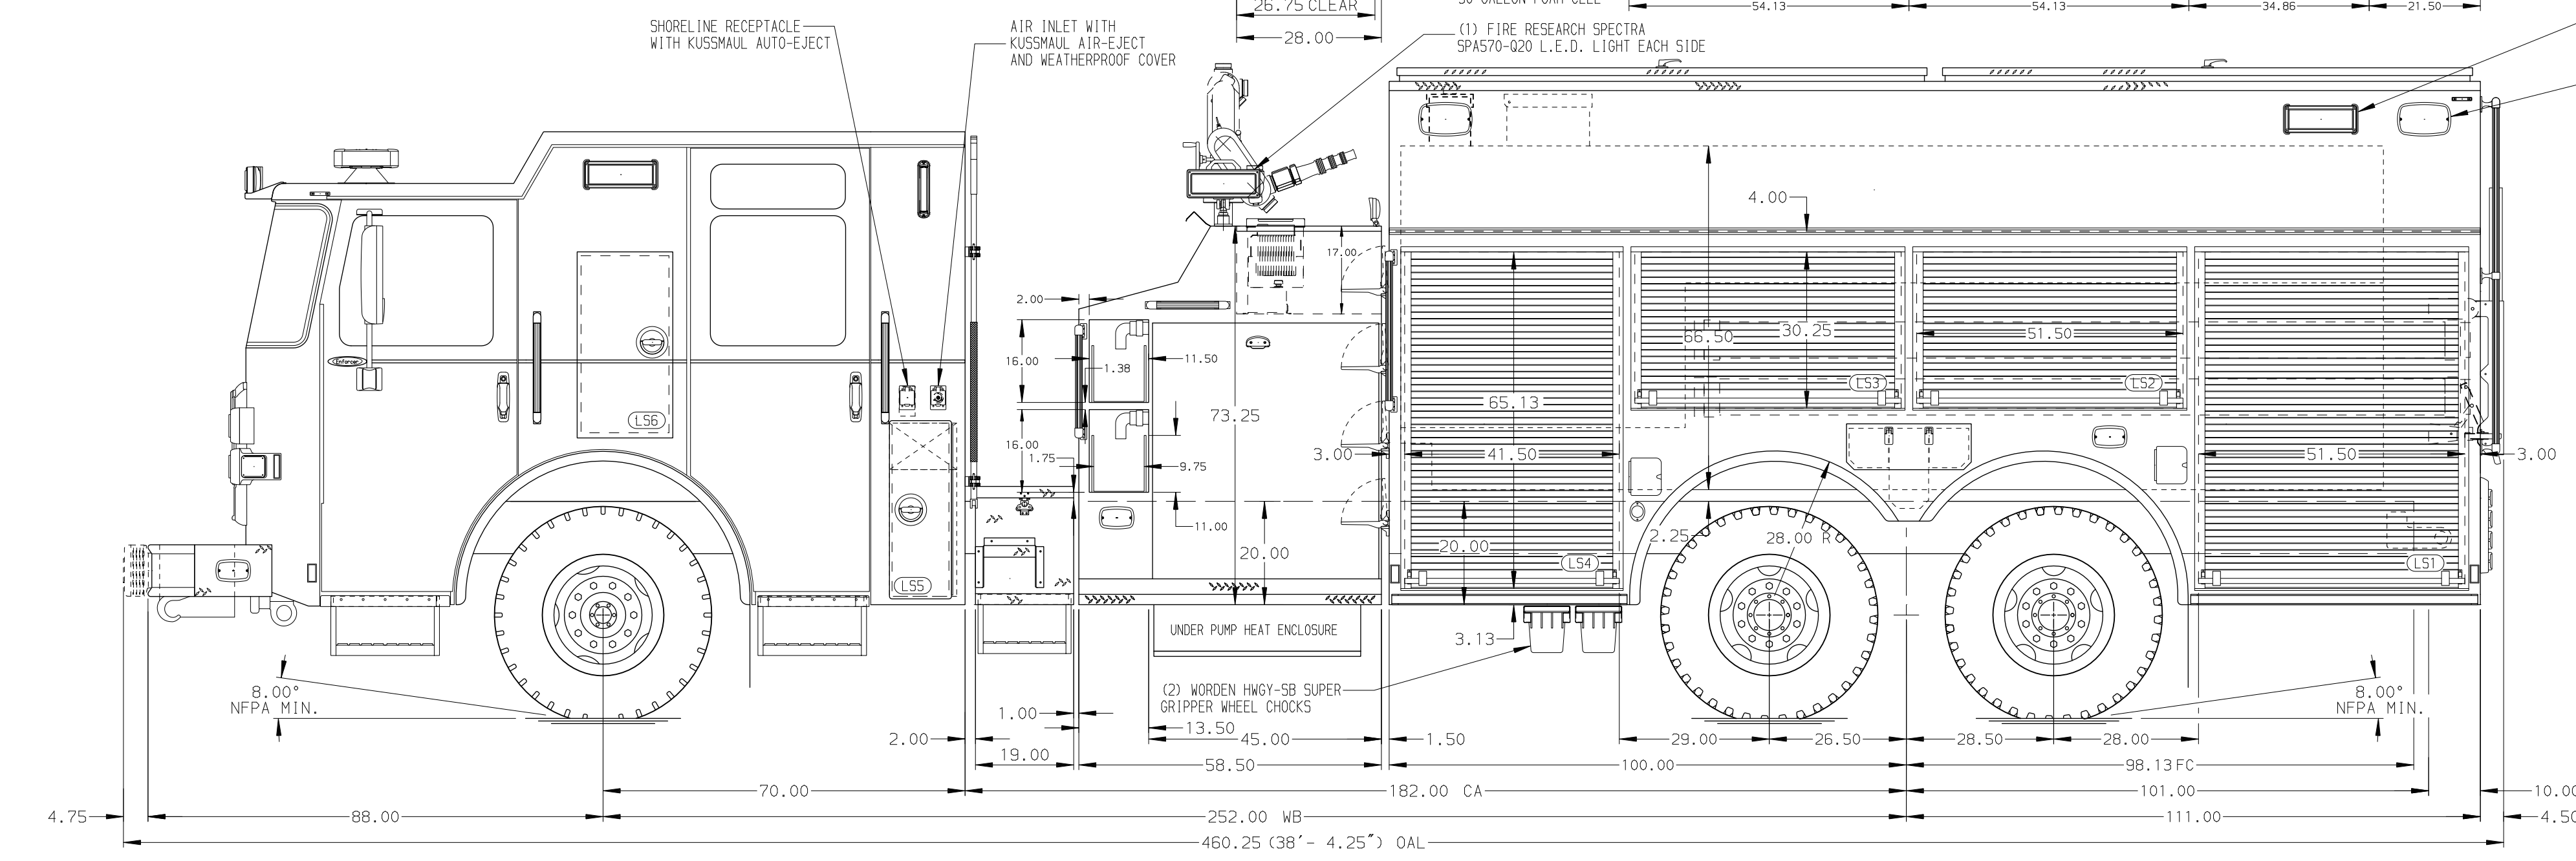 26.75 CLEAR
28.00
54.13
54.13
34.86
21.50
SHORELINE RECEPTACLE
WITH KUSSMAUL AUTO-EJECT
AIR INLET WITH
KUSSMAUL AIR-EJECT
AND WEATHERPROOF COVER
(1) FIRE RESEARCH SPECTRA
SPA570-Q20 L.E.D. LIGHT EACH SIDE
4.00
17.00
2.00
16.00
11.50
1.38
66.50
30.25
51.50
Enforcer
LS6
LS3
LS2
73.25
65.13
16.00
1.75
9.75
3.00
41.50
51.50
3.00
11.00
20.00
20.00
2.25
28.00 R
LS5
LS4
LS1
UNDER PUMP HEAT ENCLOSURE
3.13
8.00°
NFPA MIN.
(2) WORDEN HWGY-SB SUPER
GRIPPER WHEEL CHOCKS
8.00°
NFPA MIN.
1.00
13.50
2.00
45.00
1.50
29.00
26.50
28.50
28.00
19.00
58.50
100.00
98.13 FC
70.00
182.00 CA
101.00
10.00
4.75
88.00
252.00 WB
111.00
4.50
460.25 (38'- 4.25") OAL